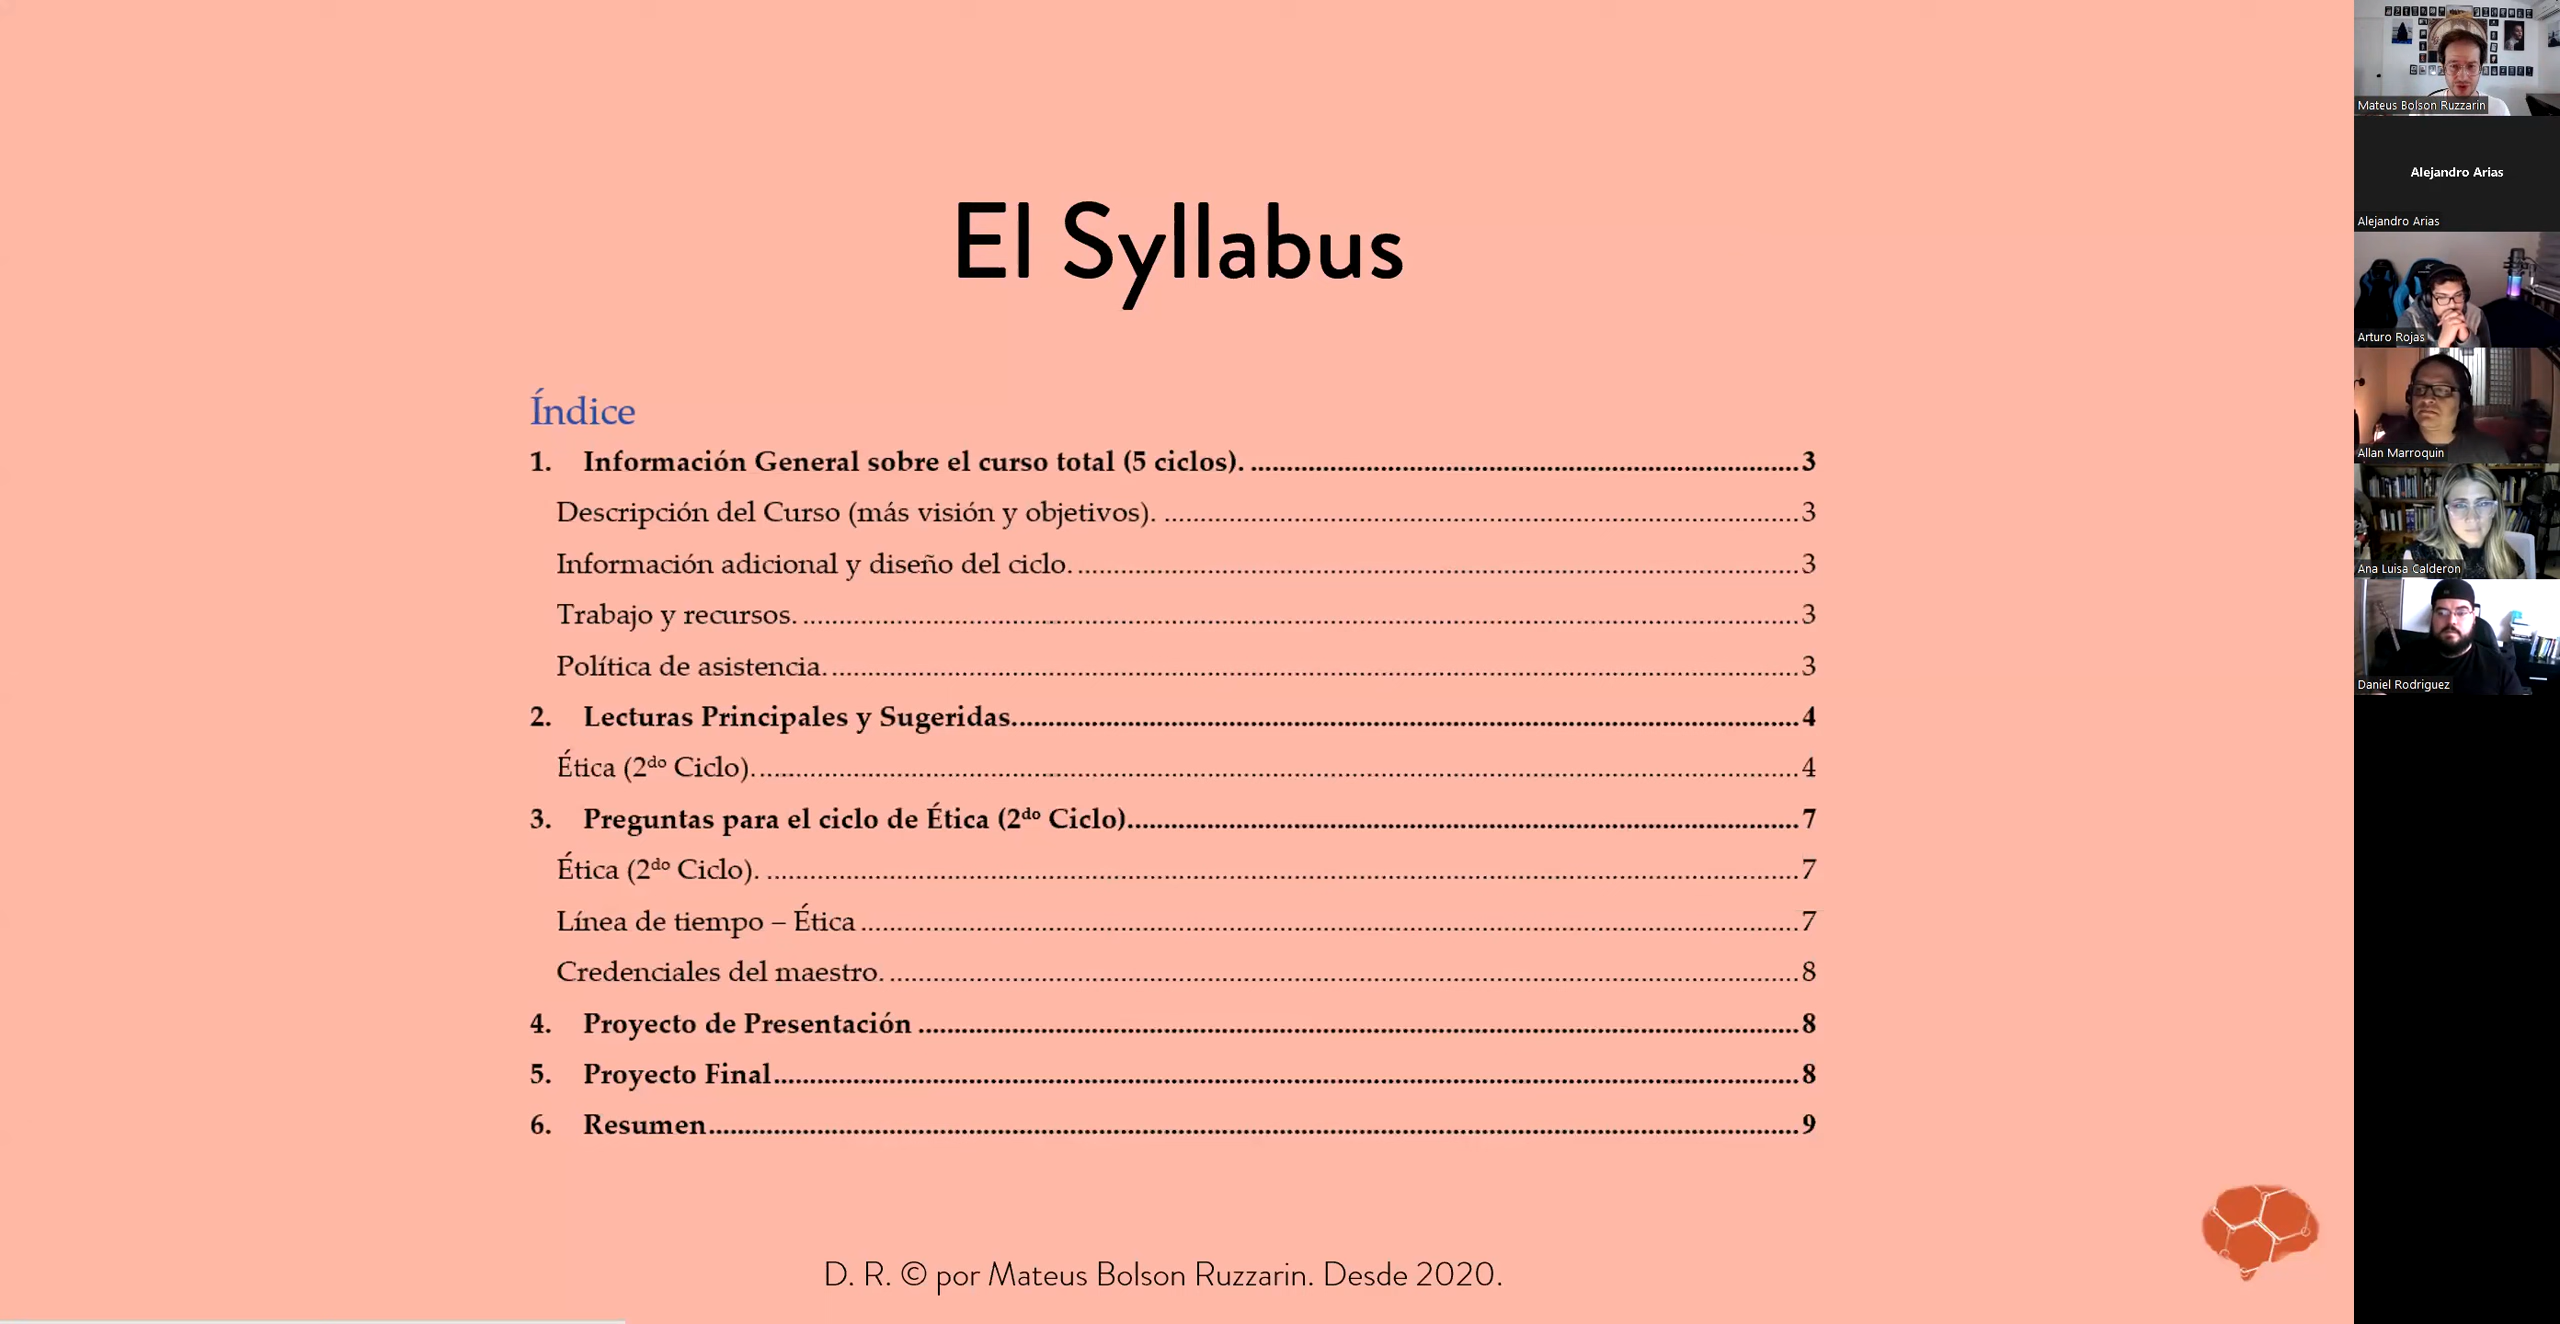 El Syllabus
Índice
1. Información General sobre el curso total (5 ciclos). ........ 3
Descripción del Curso (más visión y objetivos). ........ 3
Información adicional y diseño del ciclo. ........ 3
Trabajo y recursos. ........ 3
Política de asistencia. ........ 3
2. Lecturas Principales y Sugeridas. ........ 4
Ética (2do Ciclo). ........ 4
3. Preguntas para el ciclo de Ética (2do Ciclo). ........ 7
Ética (2do Ciclo). ........ 7
Línea de tiempo – Ética ........ 7
Credenciales del maestro. ........ 8
4. Proyecto de Presentación ........ 8
5. Proyecto Final ........ 8
6. Resumen ........ 9
D. R. © por Mateus Bolson Ruzzarin. Desde 2020.
Mateus Bolson Ruzzarin
Alejandro Arias
Alejandro Arias
Arturo Rojas
Allan Marroquin
Ana Luisa Calderon
Daniel Rodriguez